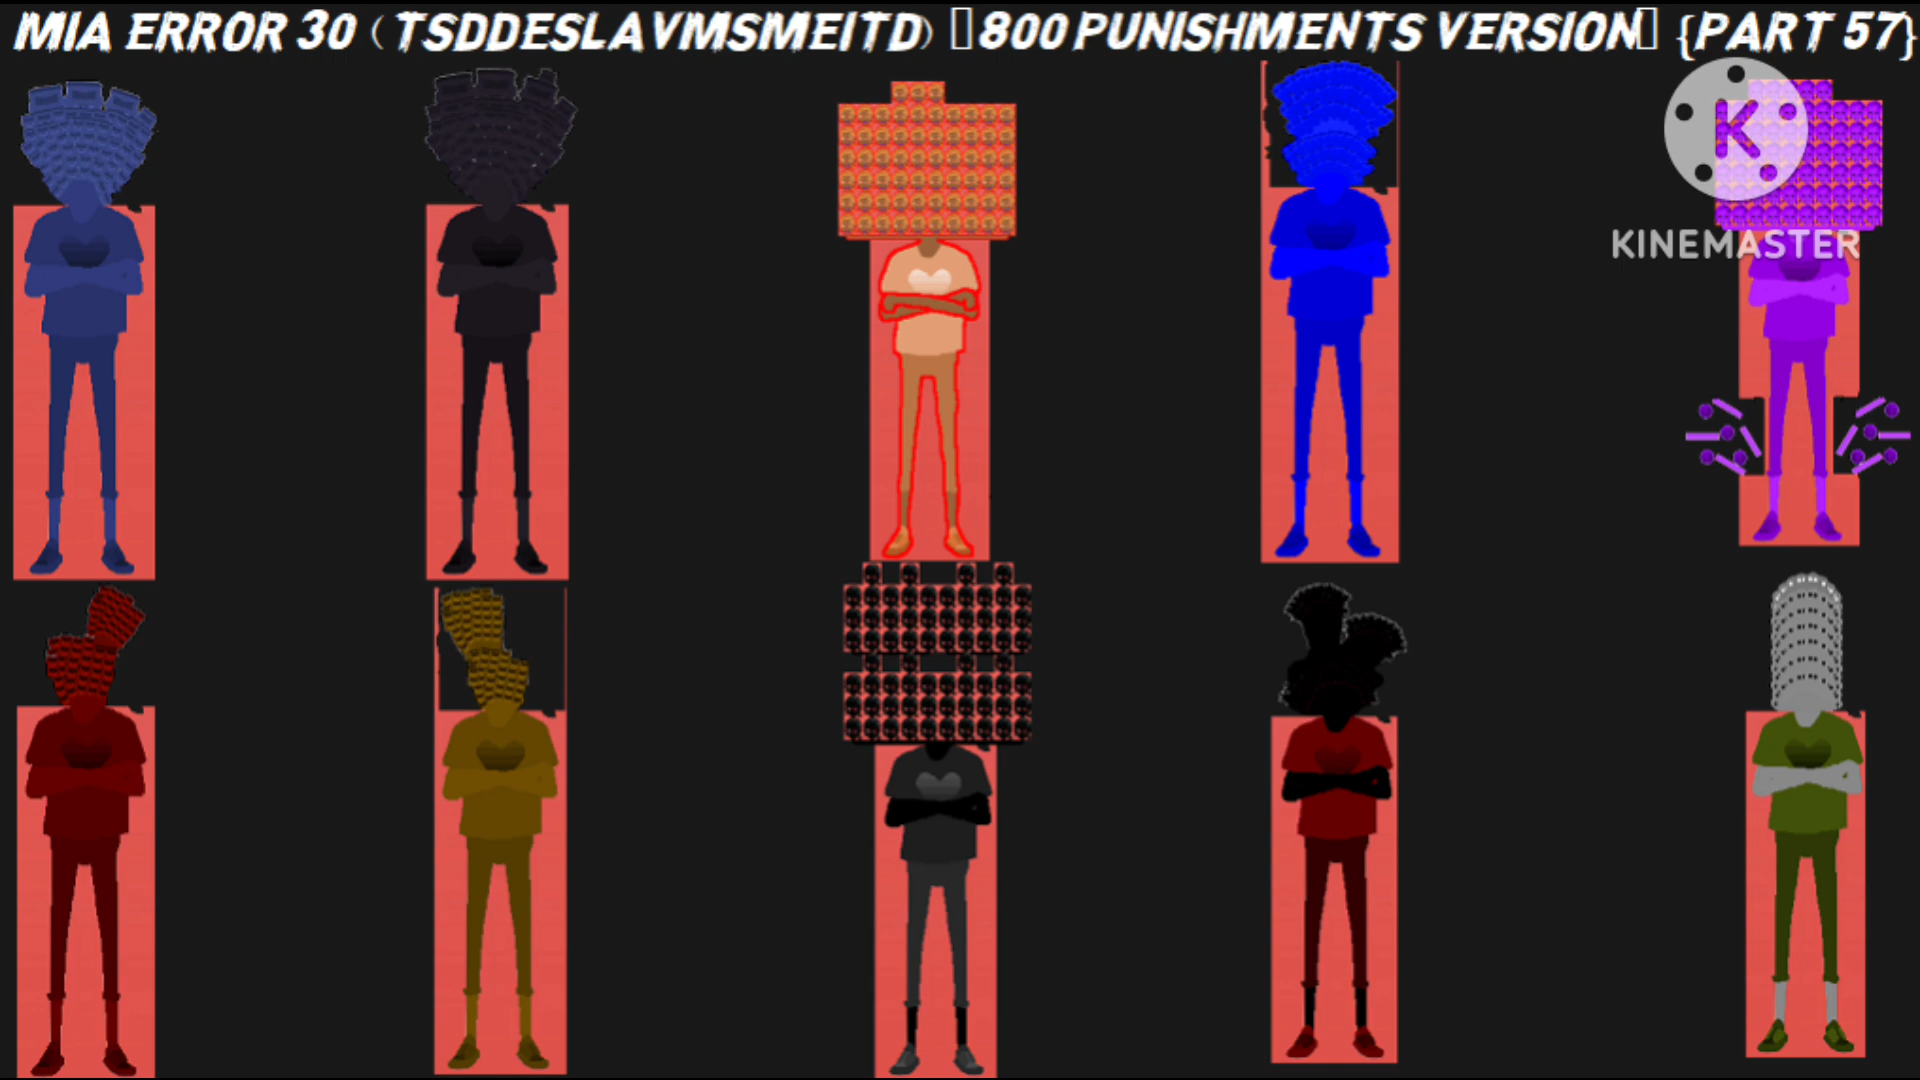 MIA ERROR 30 ( TSDDESLAVMSMEITD) 800 PUNISHMENTS VERSION {PART 57}
K
KINEMASTER